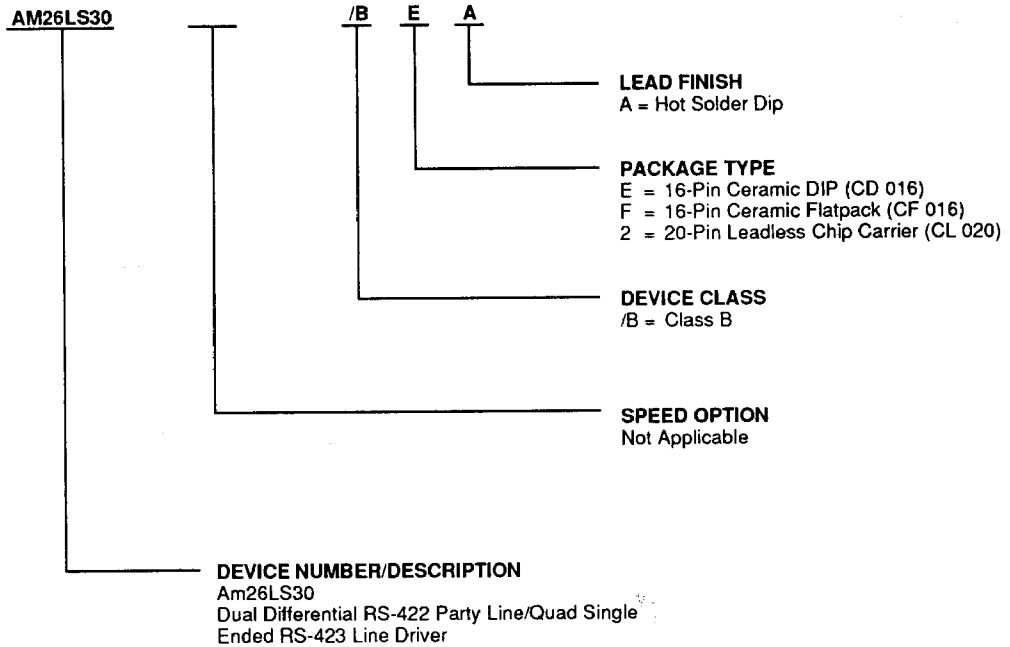 AM26LS30 /B E A
LEAD FINISH
A = Hot Solder Dip
PACKAGE TYPE
E = 16-Pin Ceramic DIP (CD 016)
F = 16-Pin Ceramic Flatpack (CF 016)
2 = 20-Pin Leadless Chip Carrier (CL 020)
DEVICE CLASS
/B = Class B
SPEED OPTION
Not Applicable
DEVICE NUMBER/DESCRIPTION
Am26LS30
Dual Differential RS-422 Party Line/Quad Single
Ended RS-423 Line Driver